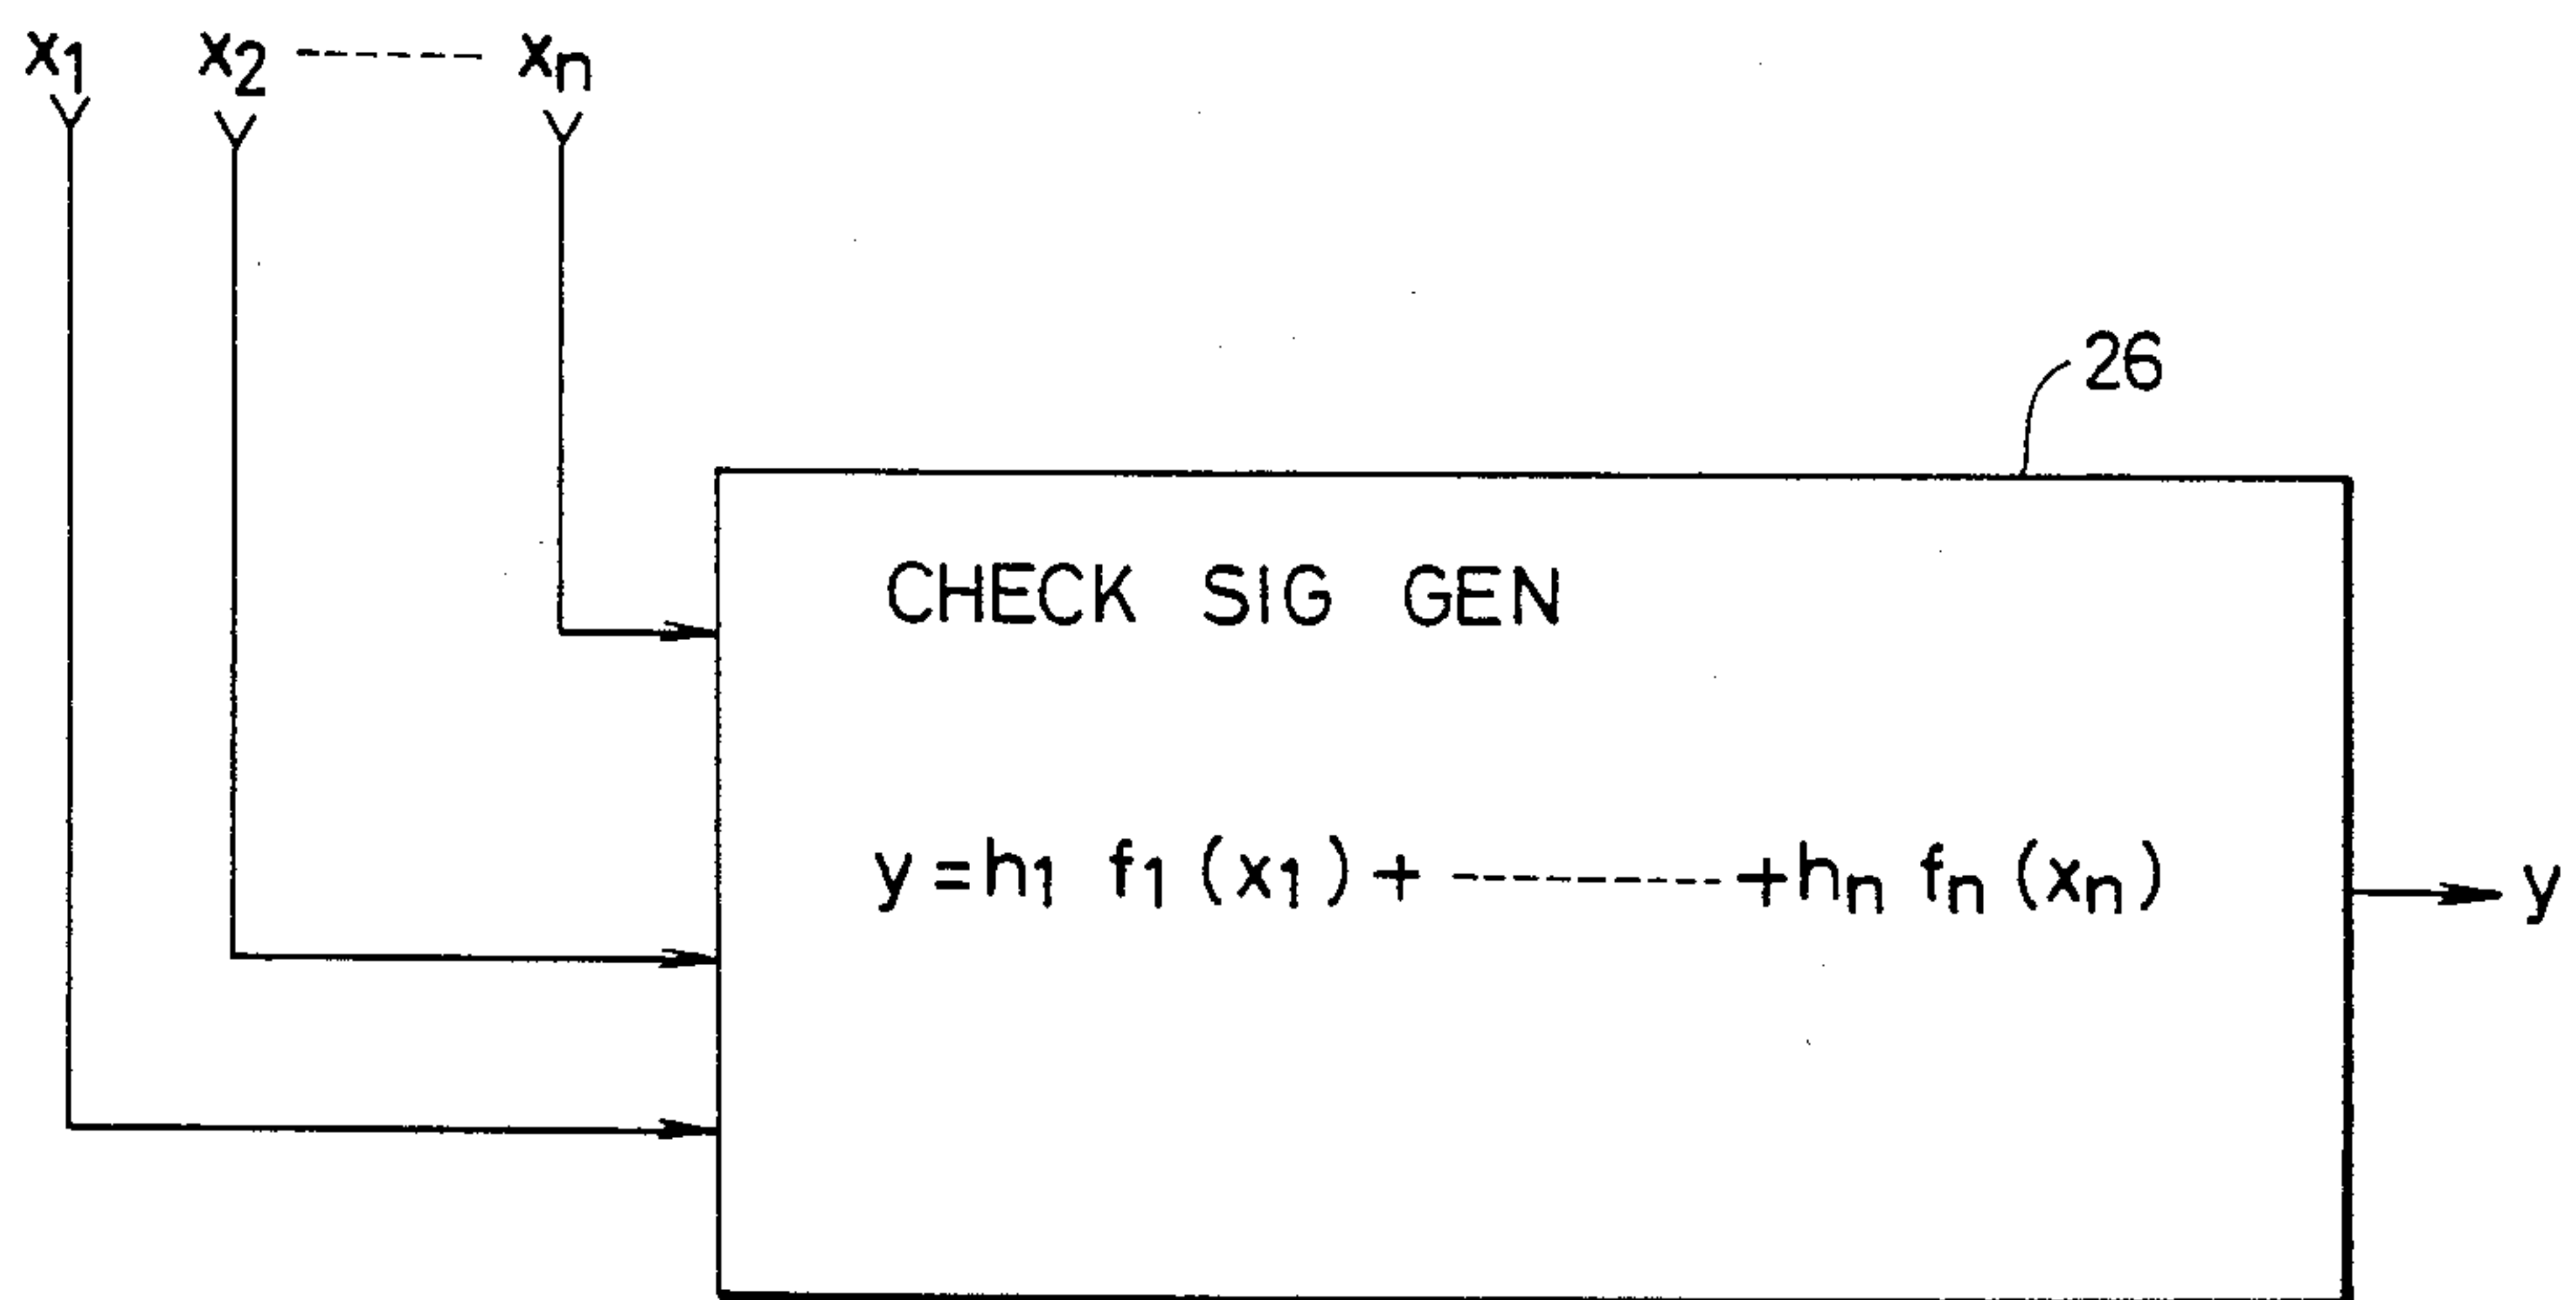 x₁ x₂ ------ xₙ
26
CHECK SIG GEN
y = h₁ f₁ (x₁) + --------- + hₙ fₙ (xₙ)
y